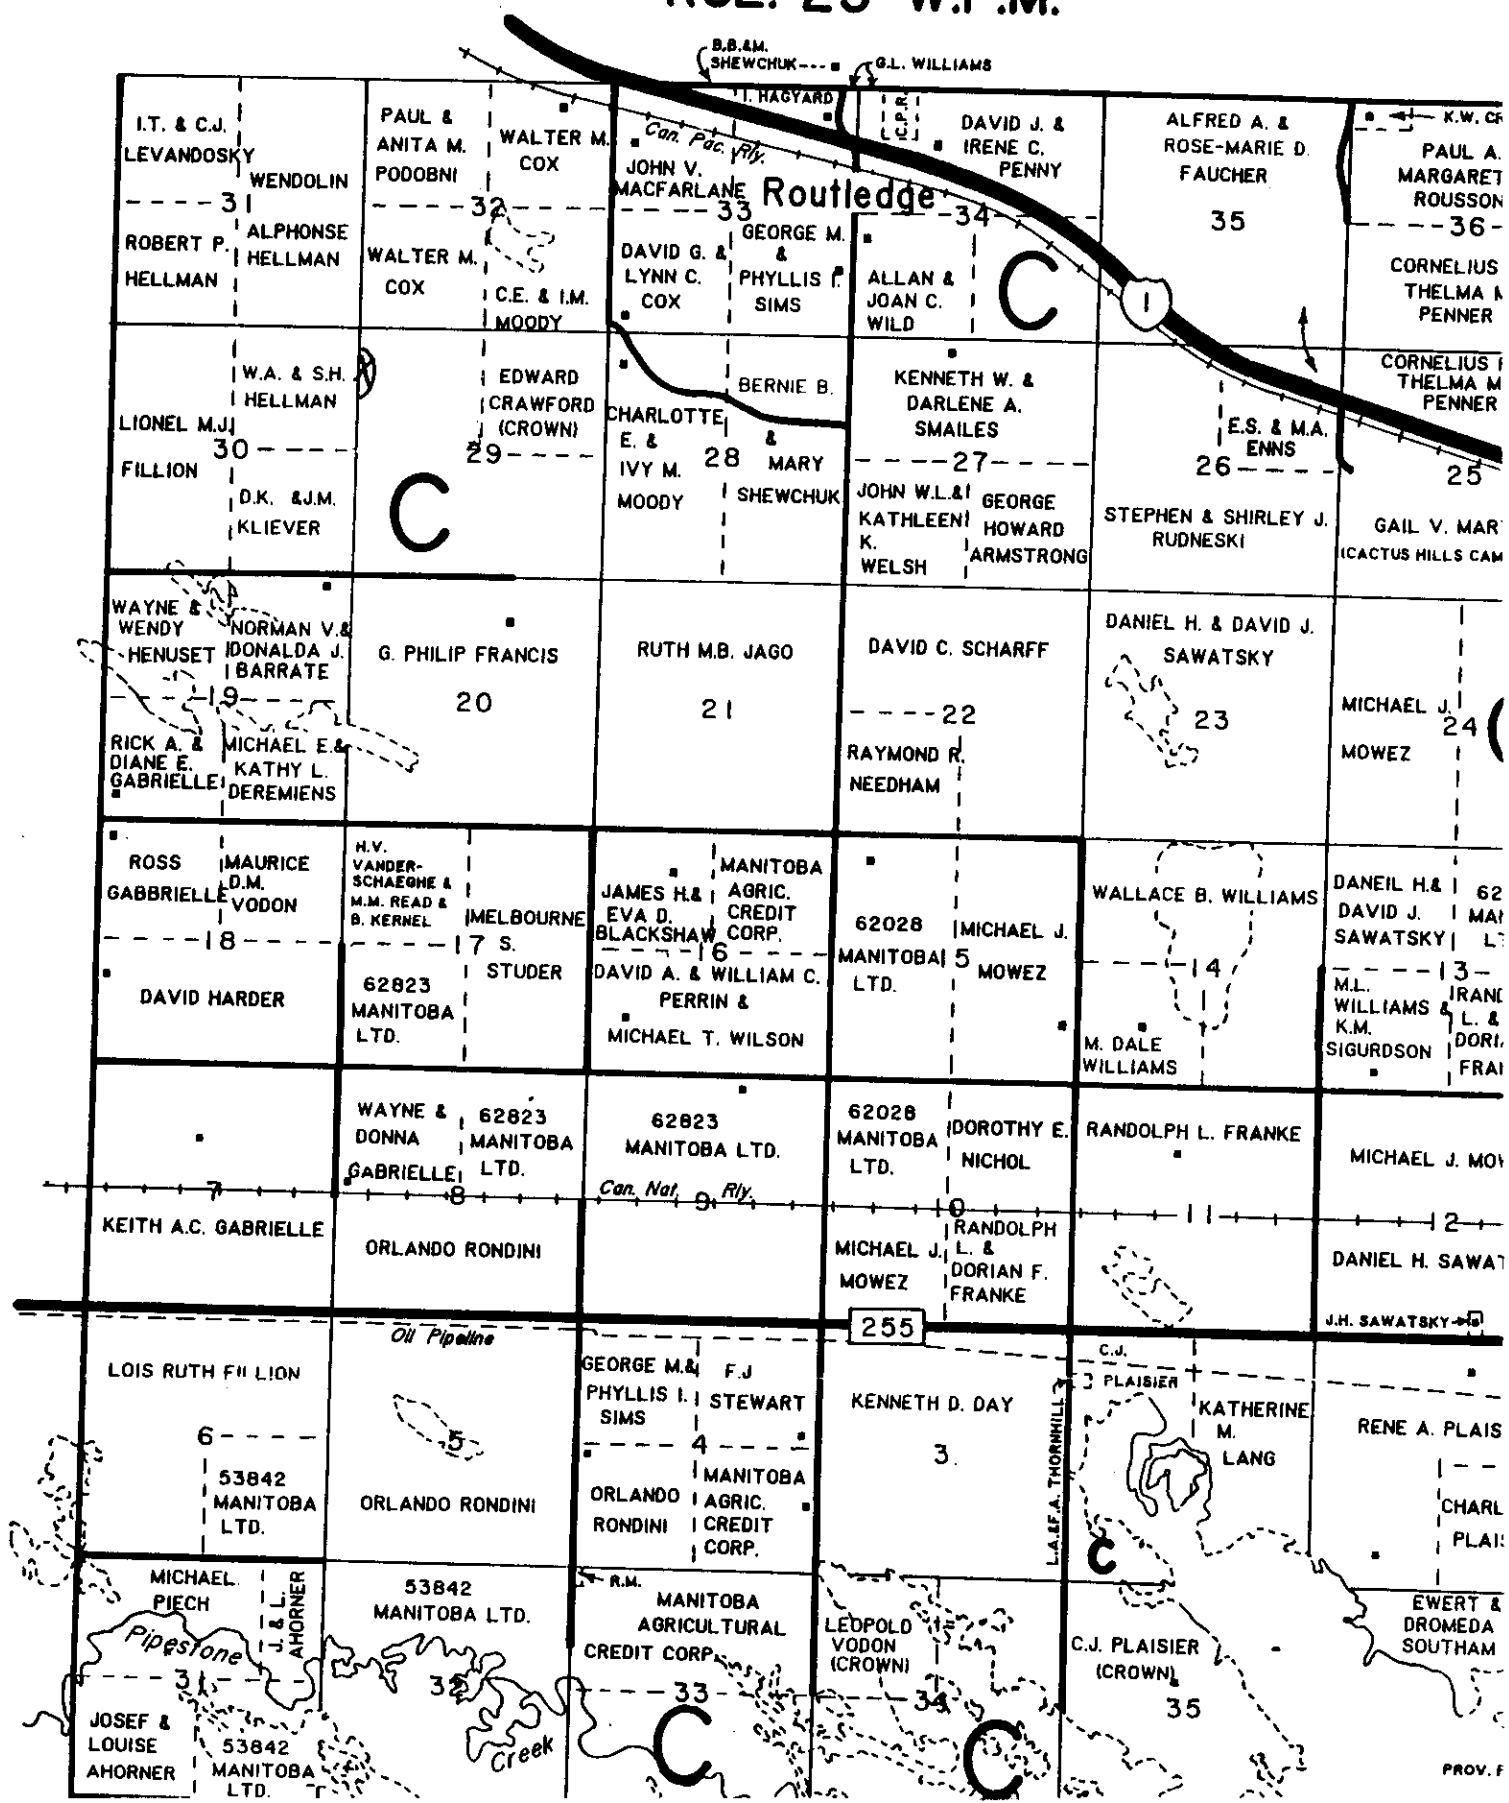 RGE. 25 W.P.M.
B.B.&M.
SHEWCHUK
G.L. WILLIAMS
I. HAGYARD
C.P.R.
K.W.
I.T. & C.J.
LEVANDOSKY
WENDOLIN
ALPHONSE
HELLMAN
31
ROBERT P.
HELLMAN
PAUL &
ANITA M.
PODOBNI
WALTER M.
COX
32
WALTER M.
COX
C.E. & I.M.
MOODY
Can. Pac. Rly.
JOHN V.
MACFARLANE
Routledge
33
DAVID G. &
LYNN C.
COX
GEORGE M.
&
PHYLLIS I.
SIMS
DAVID J. &
IRENE C.
PENNY
34
ALLAN &
JOAN C.
WILD
C
ALFRED A. &
ROSE-MARIE D.
FAUCHER
35
1
PAUL A.
MARGARET
ROUSSON
36
CORNELIUS
THELMA
PENNER
LIONEL M.J.
FILLION
W.A. & S.H.
HELLMAN
30
D.K. &J.M.
KLIEVER
EDWARD
CRAWFORD
(CROWN)
29
C
CHARLOTTE
E. &
IVY M.
MOODY
28
BERNIE B.
&
MARY
SHEWCHUK
KENNETH W. &
DARLENE A.
SMAILES
27
JOHN W.L.&
KATHLEEN
K.
WELSH
GEORGE
HOWARD
ARMSTRONG
E.S. & M.A.
ENNS
26
STEPHEN & SHIRLEY J.
RUDNESKI
CORNELIUS
THELMA M
PENNER
25
GAIL V.
(CACTUS HILLS
WAYNE &
WENDY
HENUSET
NORMAN V.&
DONALDA J.
BARRATE
19
RICK A. &
DIANE E.
GABRIELLE
MICHAEL E.&
KATHY L.
DEREMIENS
G. PHILIP FRANCIS
20
RUTH M.B. JAGO
21
DAVID C. SCHARFF
22
RAYMOND R.
NEEDHAM
DANIEL H. & DAVID J.
SAWATSKY
23
MICHAEL J.
24
MOWEZ
ROSS
GABBRIELLE
MAURICE
D.M.
VODON
18
DAVID HARDER
H.V.
VANDER-
SCHAEGHE &
M.M. READ &
B. KERNEL
17
62823
MANITOBA
LTD.
MELBOURNE
S.
STUDER
JAMES H.&
EVA D.
BLACKSHAW
MANITOBA
AGRIC.
CREDIT
CORP.
16
DAVID A. & WILLIAM C.
PERRIN &
MICHAEL T. WILSON
62028
MANITOBA
LTD.
15
MICHAEL J.
MOWEZ
WALLACE B. WILLIAMS
14
M. DALE
WILLIAMS
DANEIL H.&
DAVID J.
SAWATSKY
62
13
M.L.
WILLIAMS &
K.M.
SIGURDSON
L. &
7
KEITH A.C. GABRIELLE
WAYNE &
DONNA
GABRIELLE
62823
MANITOBA
LTD.
8
ORLANDO RONDINI
62823
MANITOBA LTD.
Can. Nat. Rly.
9
62028
MANITOBA
LTD.
DOROTHY E.
NICHOL
10
MICHAEL J.
MOWEZ
RANDOLPH
L. &
DORIAN F.
FRANKE
RANDOLPH L. FRANKE
11
MICHAEL J.
12
DANIEL H.
J.H. SAWATSKY
255
Oil Pipeline
LOIS RUTH FILLION
6
53842
MANITOBA
LTD.
5
ORLANDO RONDINI
GEORGE M.&
PHYLLIS I.
SIMS
F.J
STEWART
4
ORLANDO
RONDINI
MANITOBA
AGRIC.
CREDIT
CORP.
KENNETH D. DAY
3
L.A.&F.A. THORNHILL
C.J.
PLAISIER
KATHERINE
M.
LANG
C
RENE A.
MICHAEL
PIECH
J. & L.
AHORNER
Pipestone
31
JOSEF &
LOUISE
AHORNER
53842
MANITOBA
LTD.
53842
MANITOBA LTD.
32
Creek
R.M.
MANITOBA
AGRICULTURAL
CREDIT CORP.
33
C
LEOPOLD
VODON
(CROWN)
34
C
C.J. PLAISIER
(CROWN)
35
EWERT &
DROMEDA
SOUTHAM
PROV.